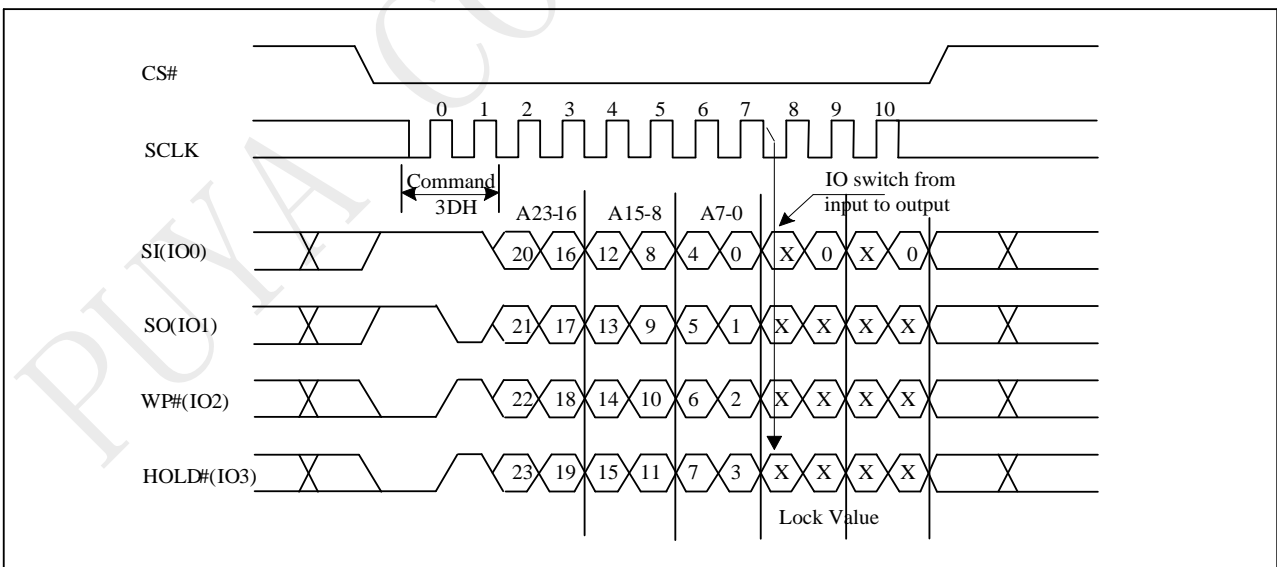 PUYA CO
CS#
0 1 2 3 4 5 6 7 8 9 10
SCLK
Command
3DH
IO switch from
input to output
A23-16 A15-8 A7-0
SI(IO0) 20 16 12 8 4 0 X 0 X 0
SO(IO1) 21 17 13 9 5 1 X X X X
WP#(IO2) 22 18 14 10 6 2 X X X X
HOLD#(IO3) 23 19 15 11 7 3 X X X X
Lock Value